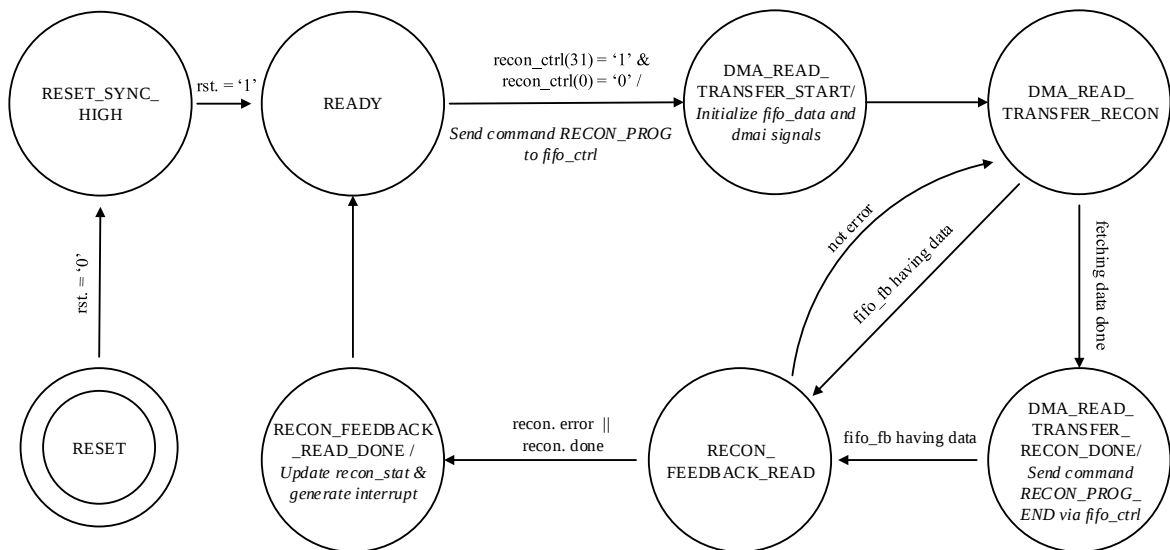 RESET_SYNC_
HIGH
rst. = ‘1’
READY
recon_ctrl(31) = ‘1’ &
recon_ctrl(0) = ‘0’ /
Send command RECON_PROG
to fifo_ctrl
DMA_READ_
TRANSFER_START/
Initialize fifo_data and
dmai signals
DMA_READ_
TRANSFER_RECON
rst. = ‘0’
not error
fifo_fb having data
fetching data done
RESET
RECON_FEEDBACK
_READ_DONE /
Update recon_stat &
generate interrupt
recon. error ||
recon. done
RECON_
FEEDBACK_READ
fifo_fb having data
DMA_READ_
TRANSFER_
RECON_DONE/
Send command
RECON_PROG_
END via fifo_ctrl